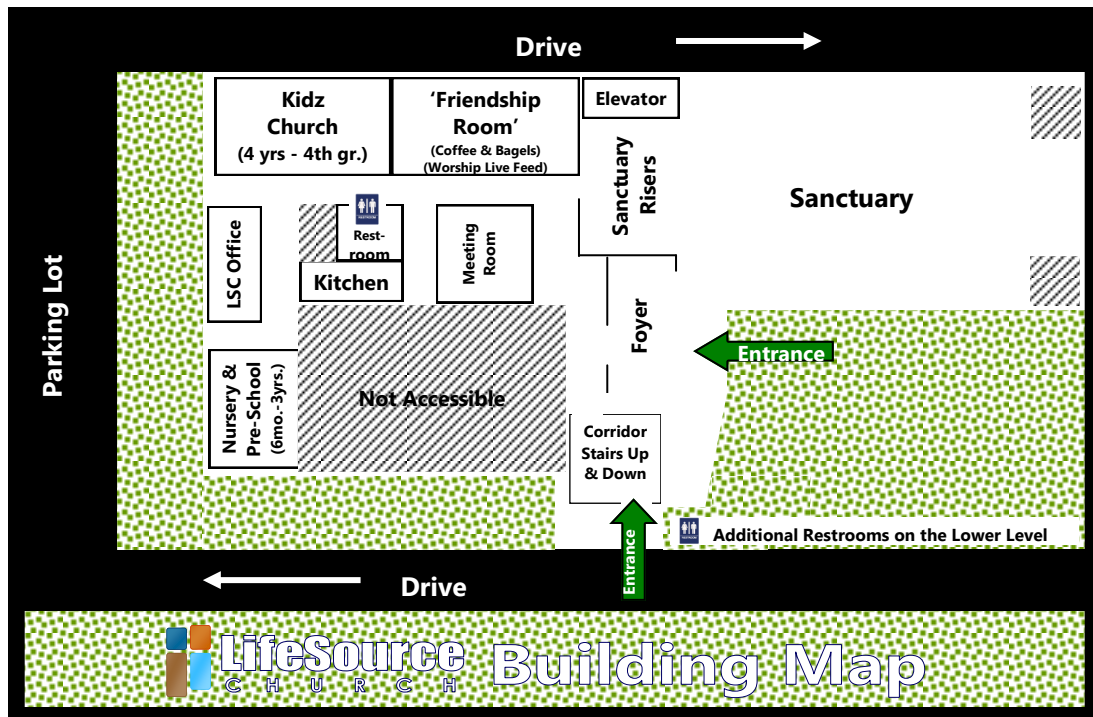 Drive
Kidz
Church
(4 yrs - 4th gr.)
‘Friendship
Room’
(Coffee & Bagels)
(Worship Live Feed)
Elevator
Sanctuary
Risers
Sanctuary
Parking Lot
LSC Office
RESTROOM
Rest-
room
Kitchen
Meeting
Room
Foyer
Entrance
Nursery &
Pre-School
(6mo.-3yrs.)
Not Accessible
Corridor
Stairs Up
& Down
Entrance
RESTROOM
Additional Restrooms on the Lower Level
Drive
LifeSource
CHURCH
Building Map